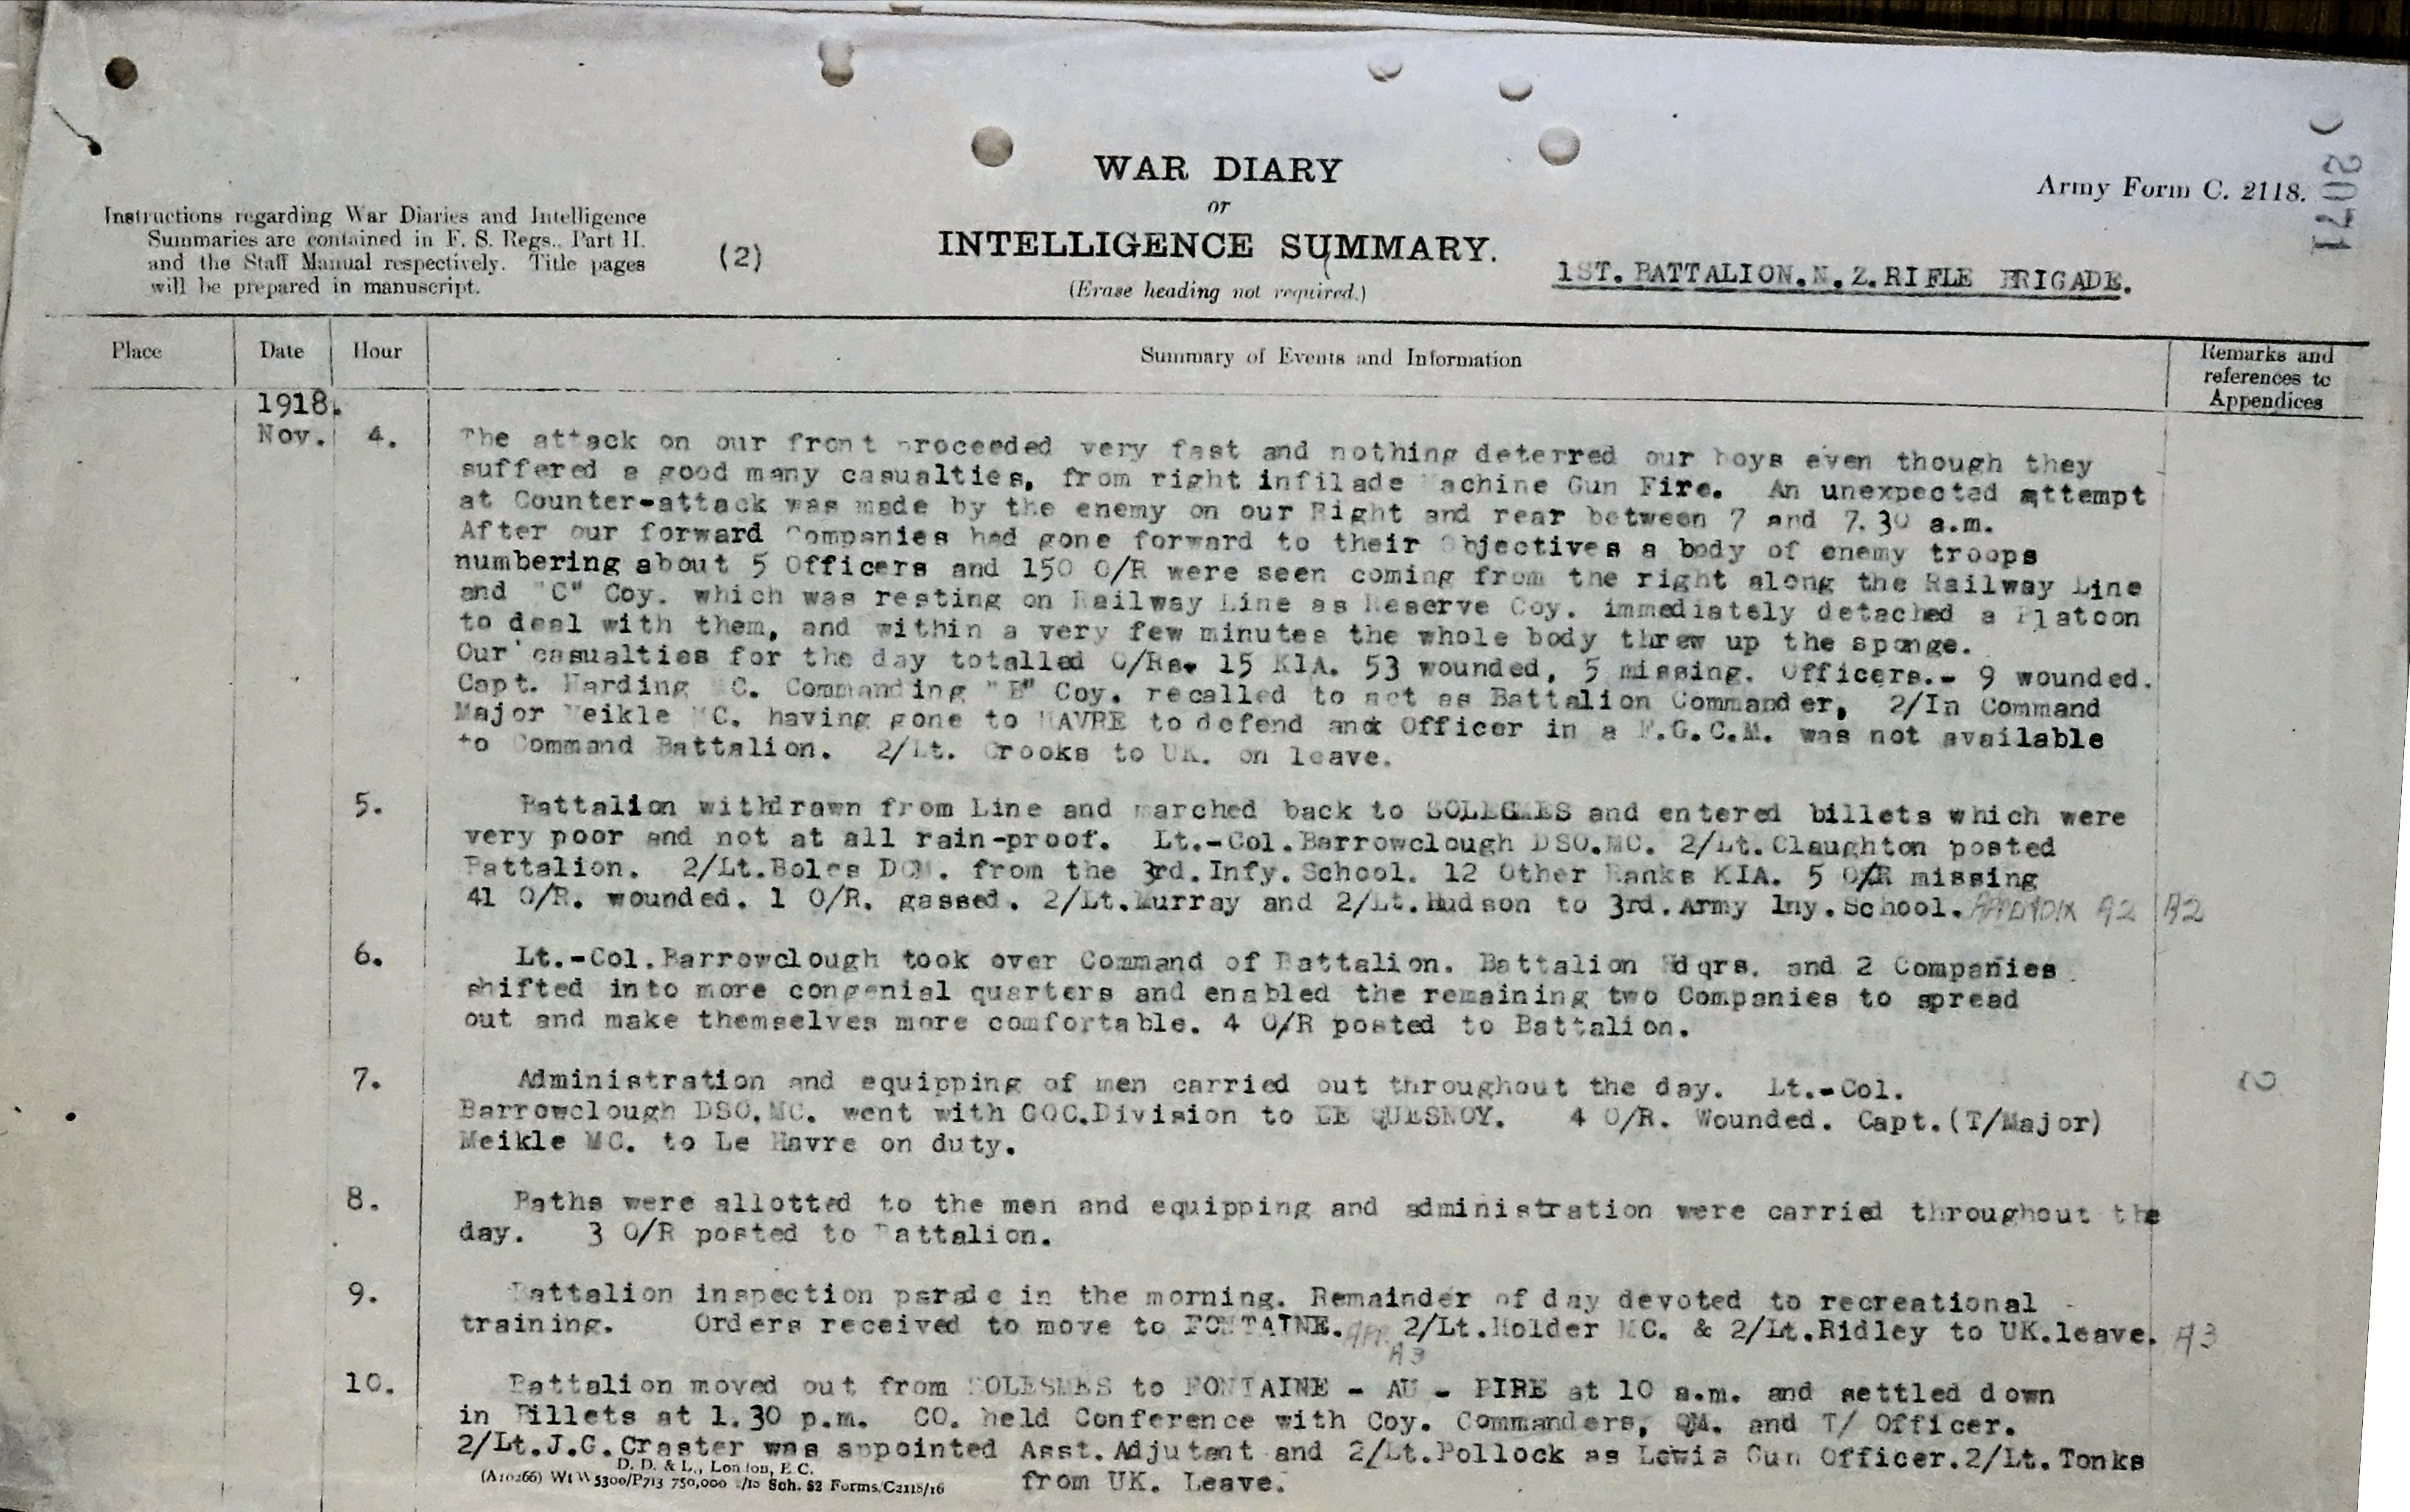 WAR DIARY
or
INTELLIGENCE SUMMARY.
(Erase heading not required.)
Army Form C. 2118.
Instructions regarding War Diaries and Intelligence
Summaries are contained in F. S. Regs., Part II.
and the Staff Manual respectively. Title pages
will be prepared in manuscript.
(2)
1ST. BATTALION.N.Z.RIFLE BRIGADE.
2071
Place
Date
Hour
Summary of Events and Information
Remarks and
references to
Appendices
1918.
Nov. 4.
The attack on our front proceeded very fast and nothing deterred our boys even though they
suffered a good many casualties, from right infilade Machine Gun Fire. An unexpected attempt
at Counter-attack was made by the enemy on our Right and rear between 7 and 7.30 a.m.
After our forward Companies had gone forward to their Objectives a body of enemy troops
numbering about 5 Officers and 150 O/R were seen coming from the right along the Railway Line
and "C" Coy. which was resting on Railway Line as Reserve Coy. immediately detached a Platoon
to deal with them, and within a very few minutes the whole body threw up the sponge.
Our casualties for the day totalled O/Rs. 15 KIA. 53 wounded, 5 missing. Officers.- 9 wounded.
Capt. Harding MC. Commanding "B" Coy. recalled to act as Battalion Commander, 2/In Command
Major Meikle MC. having gone to HAVRE to defend and Officer in a F.G.C.M. was not available
to Command Battalion. 2/Lt. Crooks to UK. on leave.
5. Battalion withdrawn from Line and marched back to SOLESMES and entered billets which were
very poor and not at all rain-proof. Lt.-Col.Barrowclough DSO.MC. 2/Lt.Claughton posted
Battalion. 2/Lt.Boles DCM. from the 3rd.Infy.School. 12 Other Ranks KIA. 5 O/R missing
41 O/R. wounded. 1 O/R. gassed. 2/Lt.Murray and 2/Lt.Hudson to 3rd.Army Iny.School. APPENDIX A2 A2
6. Lt.-Col.Barrowclough took over Command of Battalion. Battalion Hdqrs. and 2 Companies
shifted into more congenial quarters and enabled the remaining two Companies to spread
out and make themselves more comfortable. 4 O/R posted to Battalion.
7. Administration and equipping of men carried out throughout the day. Lt.-Col.
Barrowclough DSO.MC. went with GOC.Division to LE QUESNOY. 4 O/R. Wounded. Capt.(T/Major)
Meikle MC. to Le Havre on duty.
2
8. Baths were allotted to the men and equipping and administration were carried throughout the
day. 3 O/R posted to Battalion.
9. Battalion inspection parade in the morning. Remainder of day devoted to recreational
training. Orders received to move to FONTAINE. APP. A3 2/Lt.Holder MC. & 2/Lt.Ridley to UK.leave. A3
10. Battalion moved out from SOLESMES to FONTAINE - AU - PIRE at 10 a.m. and settled down
in Billets at 1.30 p.m. CO. held Conference with Coy. Commanders, QM. and T/ Officer.
2/Lt.J.G.Craster was appointed Asst.Adjutant and 2/Lt.Pollock as Lewis Gun Officer.2/Lt.Tonks
from UK. Leave.
D. D. & L., London, E.C.
(A10266) Wt W5300/P713 750,000 2/18 Sch. 52 Forms/C2118/16